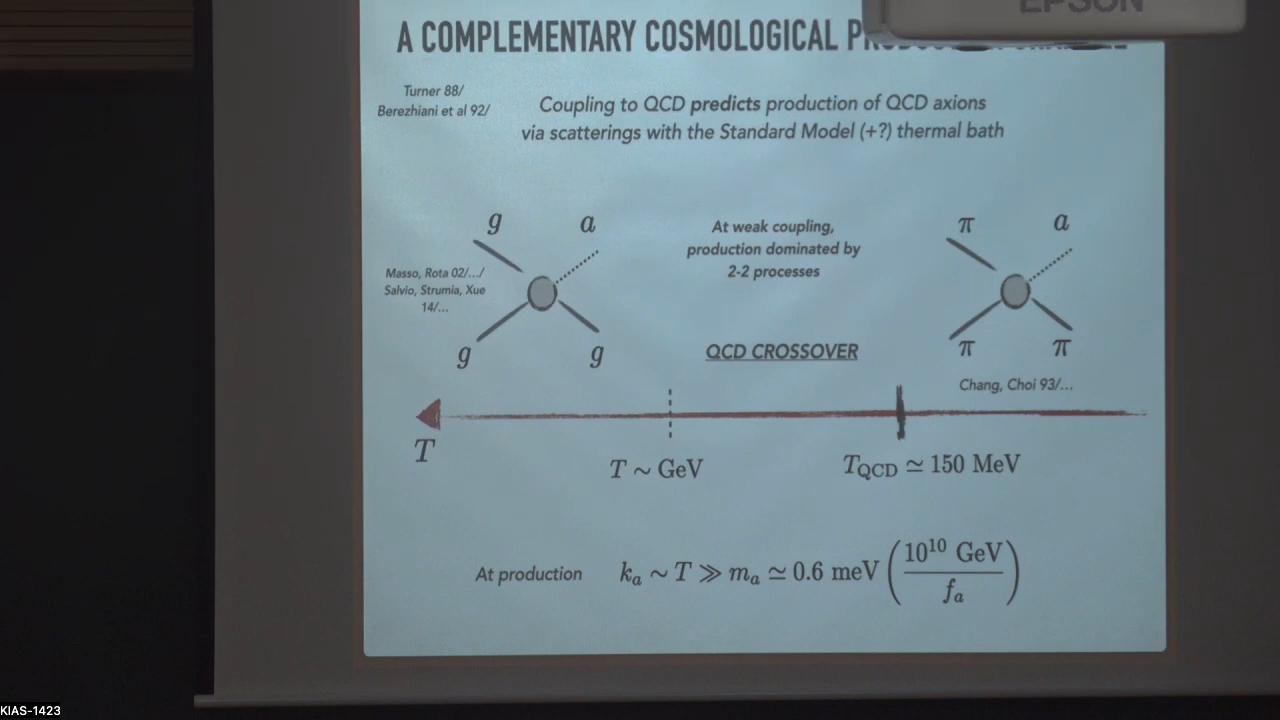 EPSON
A COMPLEMENTARY COSMOLOGICAL
Turner 88/
Berezhiani et al 92/
Coupling to QCD predicts production of QCD axions
via scatterings with the Standard Model (+?) thermal bath
g a
Masso, Rota 02/.../
Salvio, Strumia, Xue
14/...
g g
At weak coupling,
production dominated by
2-2 processes
π a
π π
QCD CROSSOVER
Chang, Choi 93/...
T
T ~ GeV
T_QCD ≃ 150 MeV
At production k_a ~ T ≫ m_a ≃ 0.6 meV (10^10 GeV / f_a)
KIAS-1423